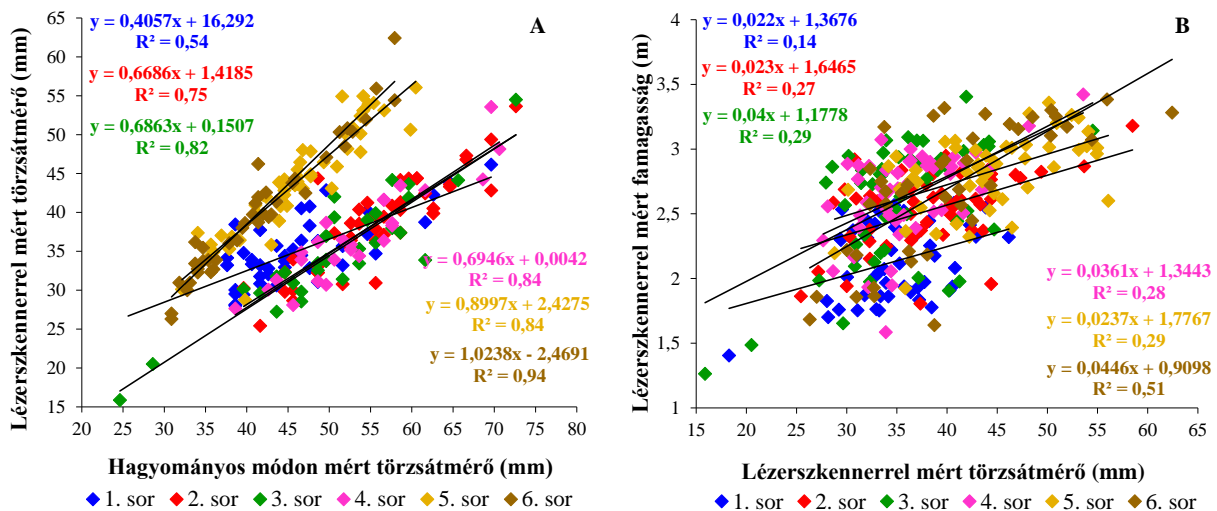 A
Lézerszkennerrel mért törzsátmérő (mm)
y = 0,4057x + 16,292
R² = 0,54
y = 0,6686x + 1,4185
R² = 0,75
y = 0,6863x + 0,1507
R² = 0,82
y = 0,6946x + 0,0042
R² = 0,84
y = 0,8997x + 2,4275
R² = 0,84
y = 1,0238x - 2,4691
R² = 0,94
65
60
55
50
45
40
35
30
25
20
15
20 25 30 35 40 45 50 55 60 65 70 75 80
Hagyományos módon mért törzsátmérő (mm)
1. sor 2. sor 3. sor 4. sor 5. sor 6. sor
B
Lézerszkennerrel mért famagasság (m)
y = 0,022x + 1,3676
R² = 0,14
y = 0,023x + 1,6465
R² = 0,27
y = 0,04x + 1,1778
R² = 0,29
y = 0,0361x + 1,3443
R² = 0,28
y = 0,0237x + 1,7767
R² = 0,29
y = 0,0446x + 0,9098
R² = 0,51
4
3,5
3
2,5
2
1,5
1
15 20 25 30 35 40 45 50 55 60 65
Lézerszkennerrel mért törzsátmérő (mm)
1. sor 2. sor 3. sor 4. sor 5. sor 6. sor